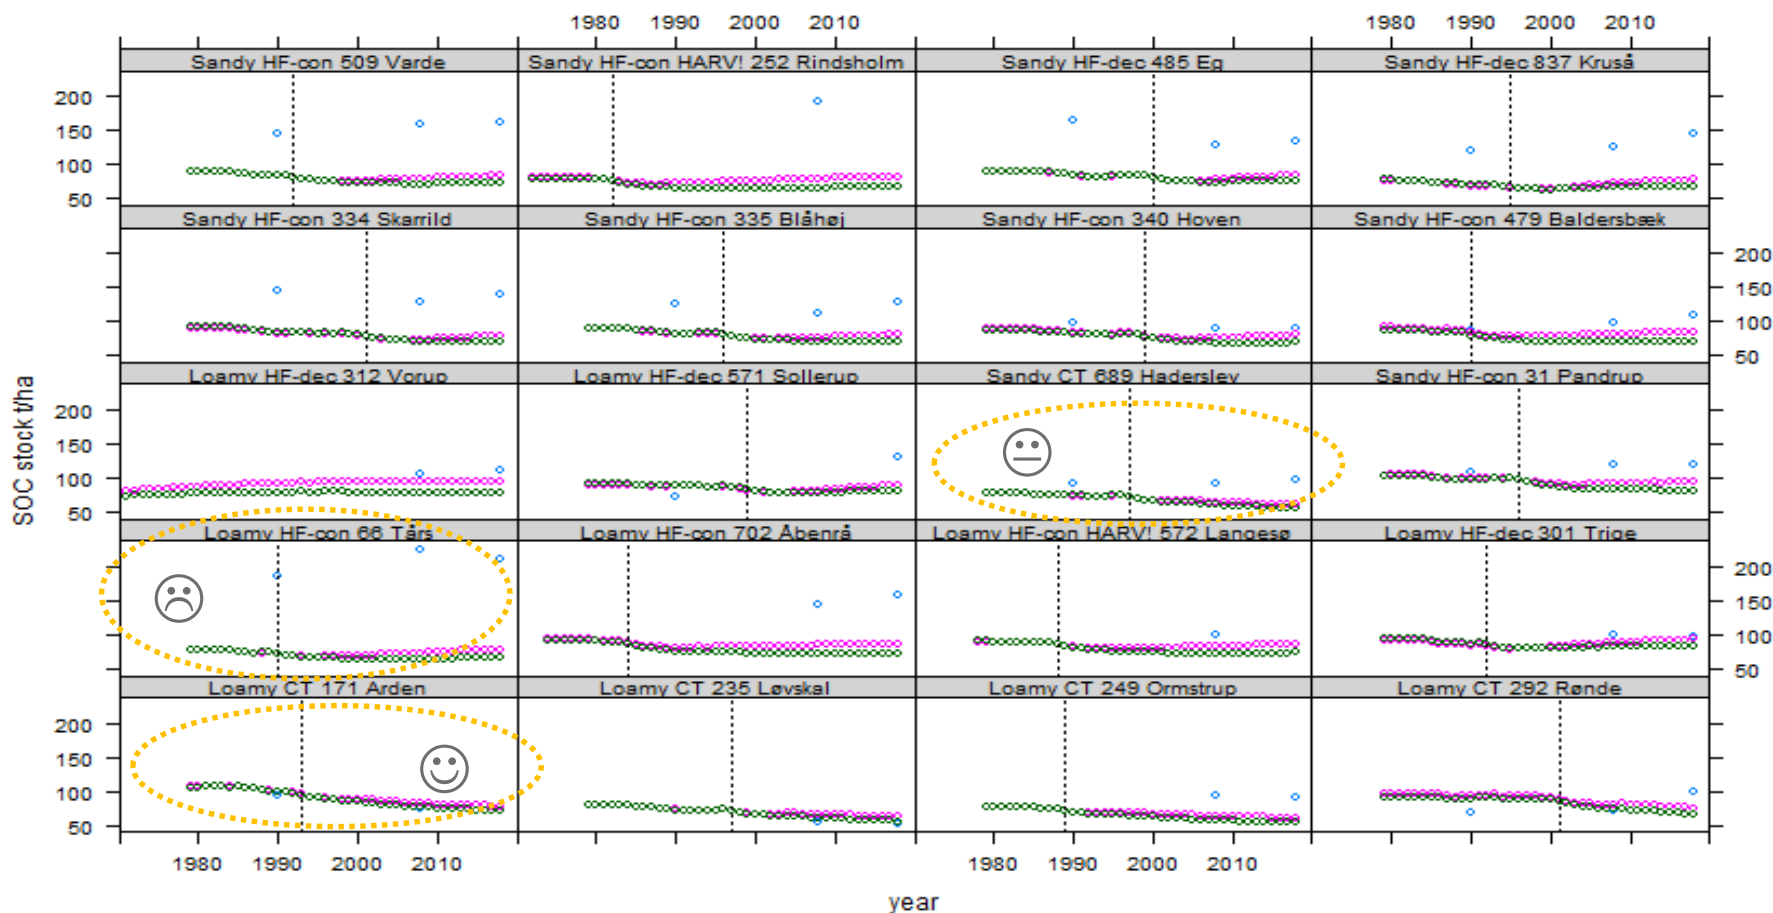 1980 1990 2000 2010 1980 1990 2000 2010
Sandy HF-con 509 Varde Sandy HF-con HARV! 252 Rindsholm Sandy HF-dec 485 Eg Sandy HF-dec 837 Kruså
200
150
100
50
Sandy HF-con 334 Skarrild Sandy HF-con 335 Blåhøj Sandy HF-con 340 Hoven Sandy HF-con 479 Baldersbæk
200
150
100
50
Loamy HF-dec 312 Vorup Loamy HF-dec 571 Sollerup Sandy CT 689 Haderslev Sandy HF-con 31 Pandrup
200
150
100
50
Loamy HF-con 66 Tårs Loamy HF-con 702 Åbenrå Loamy HF-con HARV! 572 Langesø Loamy HF-dec 301 Trige
200
150
100
50
Loamy CT 171 Arden Loamy CT 235 Løvskal Loamy CT 249 Ormstrup Loamy CT 292 Rønde
200
150
100
50
1980 1990 2000 2010 1980 1990 2000 2010
SOC stock t/ha
year